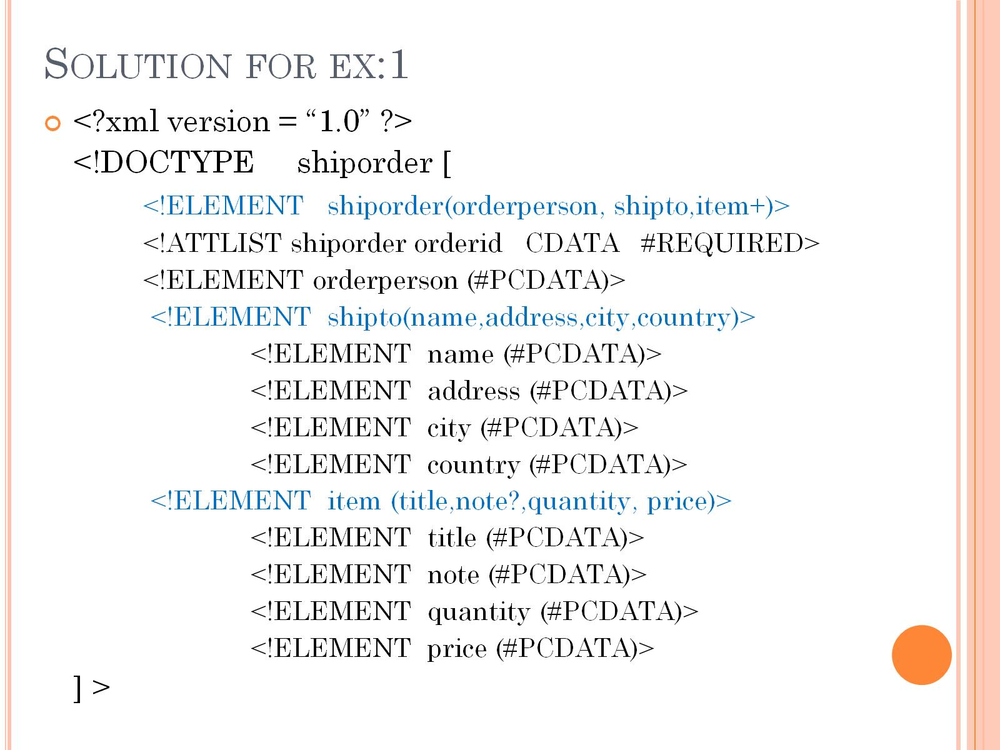 SOLUTION FOR EX:1
<?xml version = “1.0” ?>
<!DOCTYPE shiporder [
<!ELEMENT shiporder(orderperson, shipto,item+)>
<!ATTLIST shiporder orderid CDATA #REQUIRED>
<!ELEMENT orderperson (#PCDATA)>
<!ELEMENT shipto(name,address,city,country)>
<!ELEMENT name (#PCDATA)>
<!ELEMENT address (#PCDATA)>
<!ELEMENT city (#PCDATA)>
<!ELEMENT country (#PCDATA)>
<!ELEMENT item (title,note?,quantity, price)>
<!ELEMENT title (#PCDATA)>
<!ELEMENT note (#PCDATA)>
<!ELEMENT quantity (#PCDATA)>
<!ELEMENT price (#PCDATA)>
] >